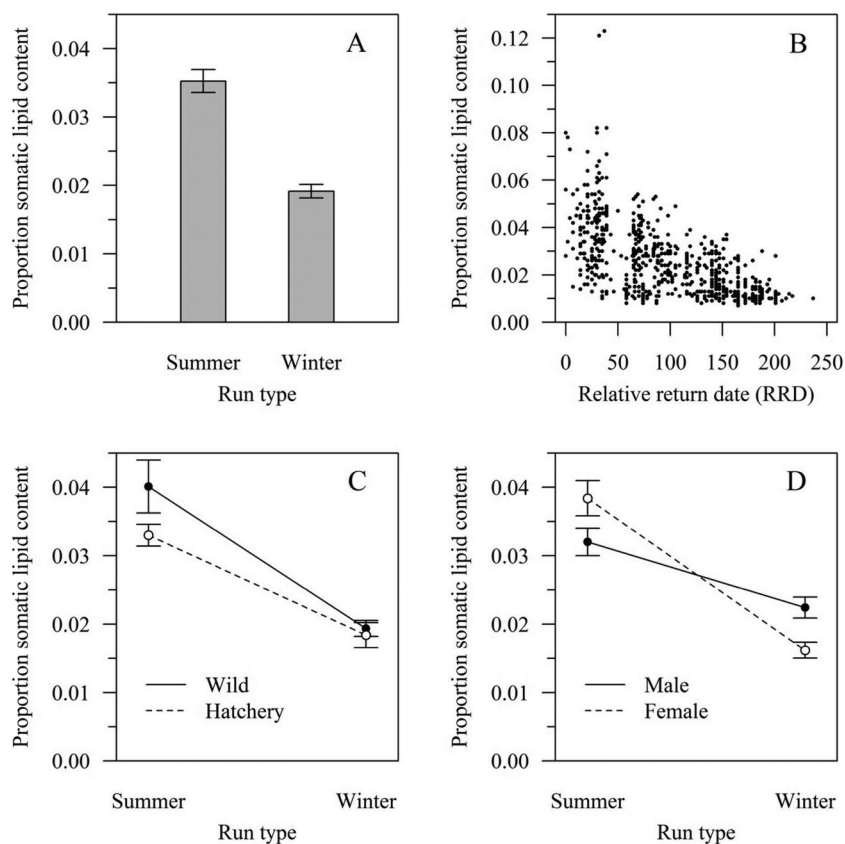 A
Proportion somatic lipid content
0.04
0.03
0.02
0.01
0.00
Summer
Winter
Run type
B
Proportion somatic lipid content
0.12
0.10
0.08
0.06
0.04
0.02
0.00
0
50
100
150
200
250
Relative return date (RRD)
C
Proportion somatic lipid content
0.04
0.03
0.02
0.01
0.00
Wild
Hatchery
Summer
Winter
Run type
D
Proportion somatic lipid content
0.04
0.03
0.02
0.01
0.00
Male
Female
Summer
Winter
Run type